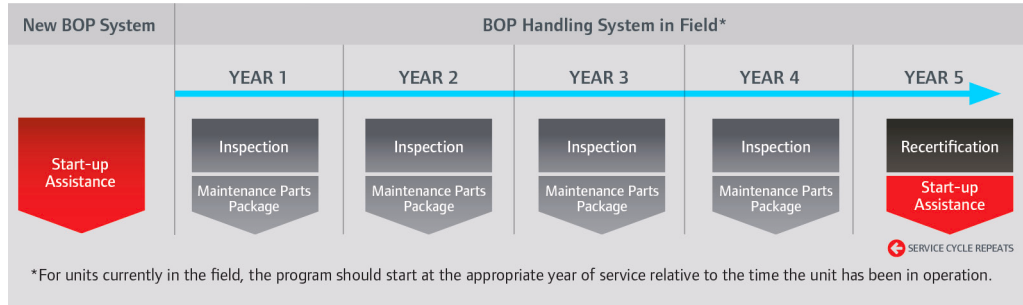 New BOP System
BOP Handling System in Field*
YEAR 1
YEAR 2
YEAR 3
YEAR 4
YEAR 5
Start-up
Assistance
Inspection
Maintenance Parts
Package
Inspection
Maintenance Parts
Package
Inspection
Maintenance Parts
Package
Inspection
Maintenance Parts
Package
Recertification
Start-up
Assistance
SERVICE CYCLE REPEATS
*For units currently in the field, the program should start at the appropriate year of service relative to the time the unit has been in operation.